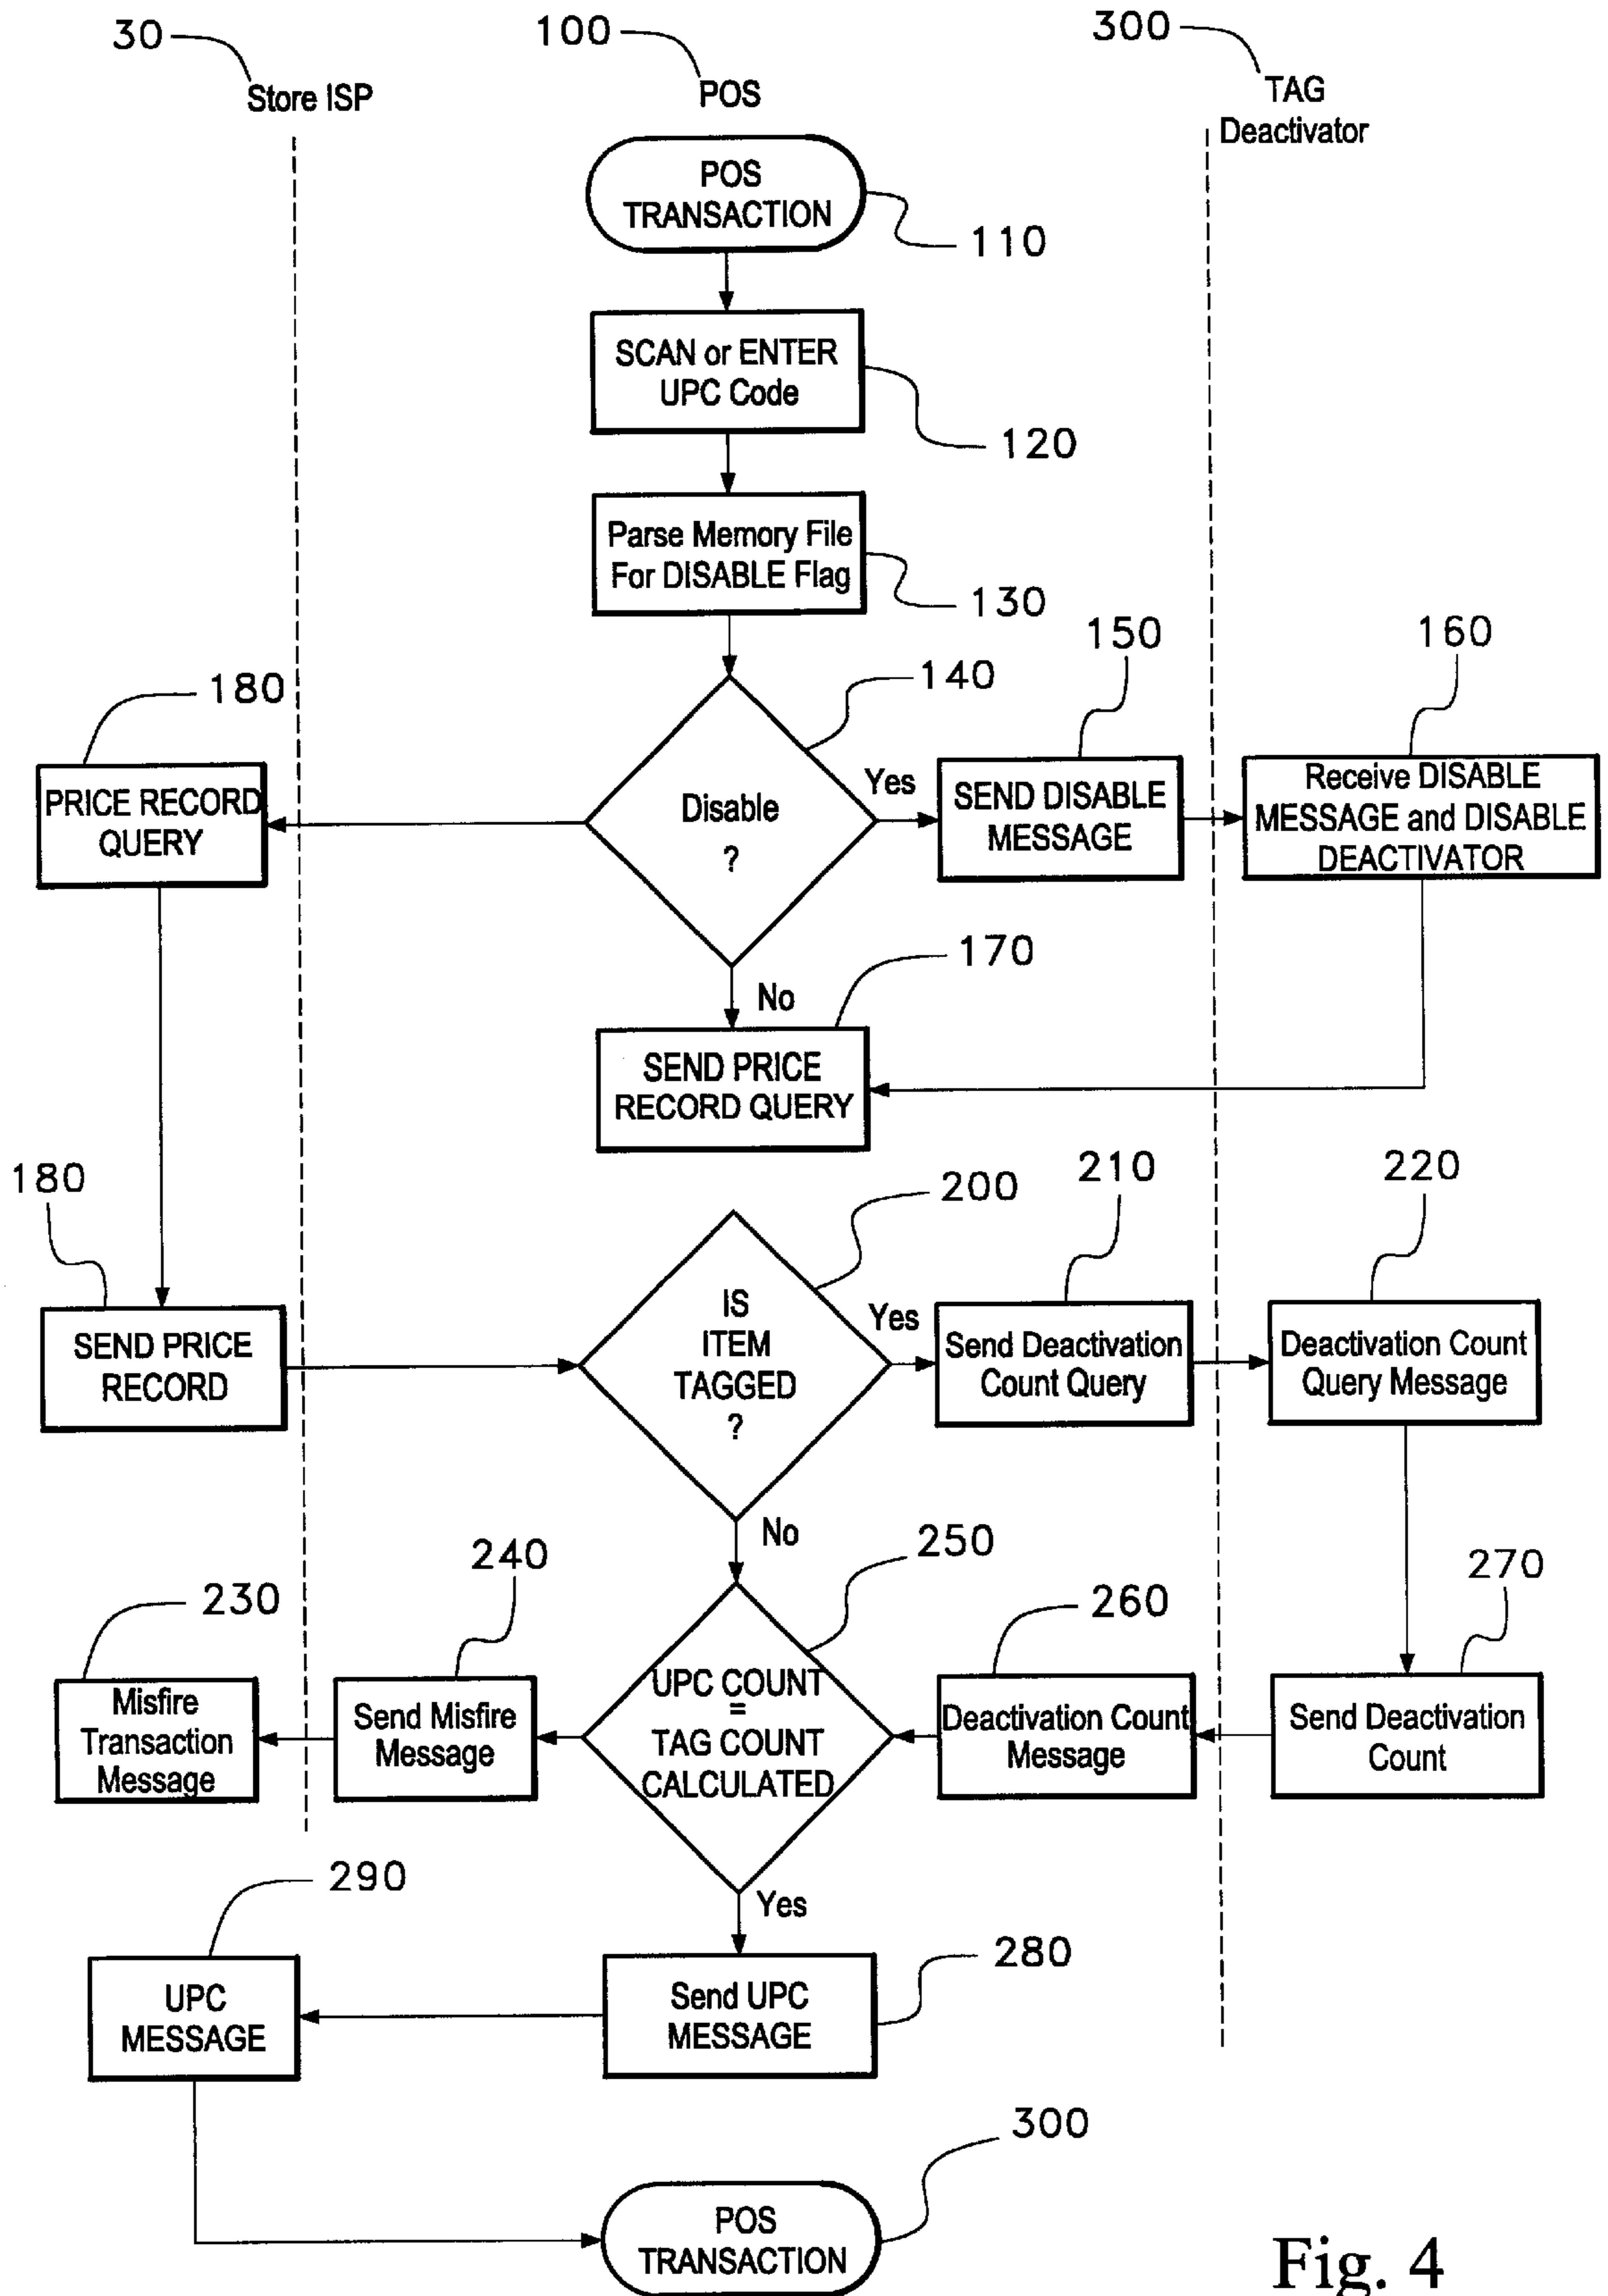 30
100
300
Store ISP
POS
TAG
Deactivator
POS
TRANSACTION
110
SCAN or ENTER
UPC Code
120
Parse Memory File
For DISABLE Flag
130
140
150
160
180
PRICE RECORD
QUERY
Disable
?
Yes
SEND DISABLE
MESSAGE
Receive DISABLE
MESSAGE and DISABLE
DEACTIVATOR
170
No
SEND PRICE
RECORD QUERY
180
200
210
220
SEND PRICE
RECORD
IS
ITEM
TAGGED
?
Yes
Send Deactivation
Count Query
Deactivation Count
Query Message
No
230
240
250
260
270
Misfire
Transaction
Message
Send Misfire
Message
UPC COUNT
=
TAG COUNT
CALCULATED
Deactivation Count
Message
Send Deactivation
Count
Yes
290
280
UPC
MESSAGE
Send UPC
MESSAGE
300
POS
TRANSACTION
Fig. 4